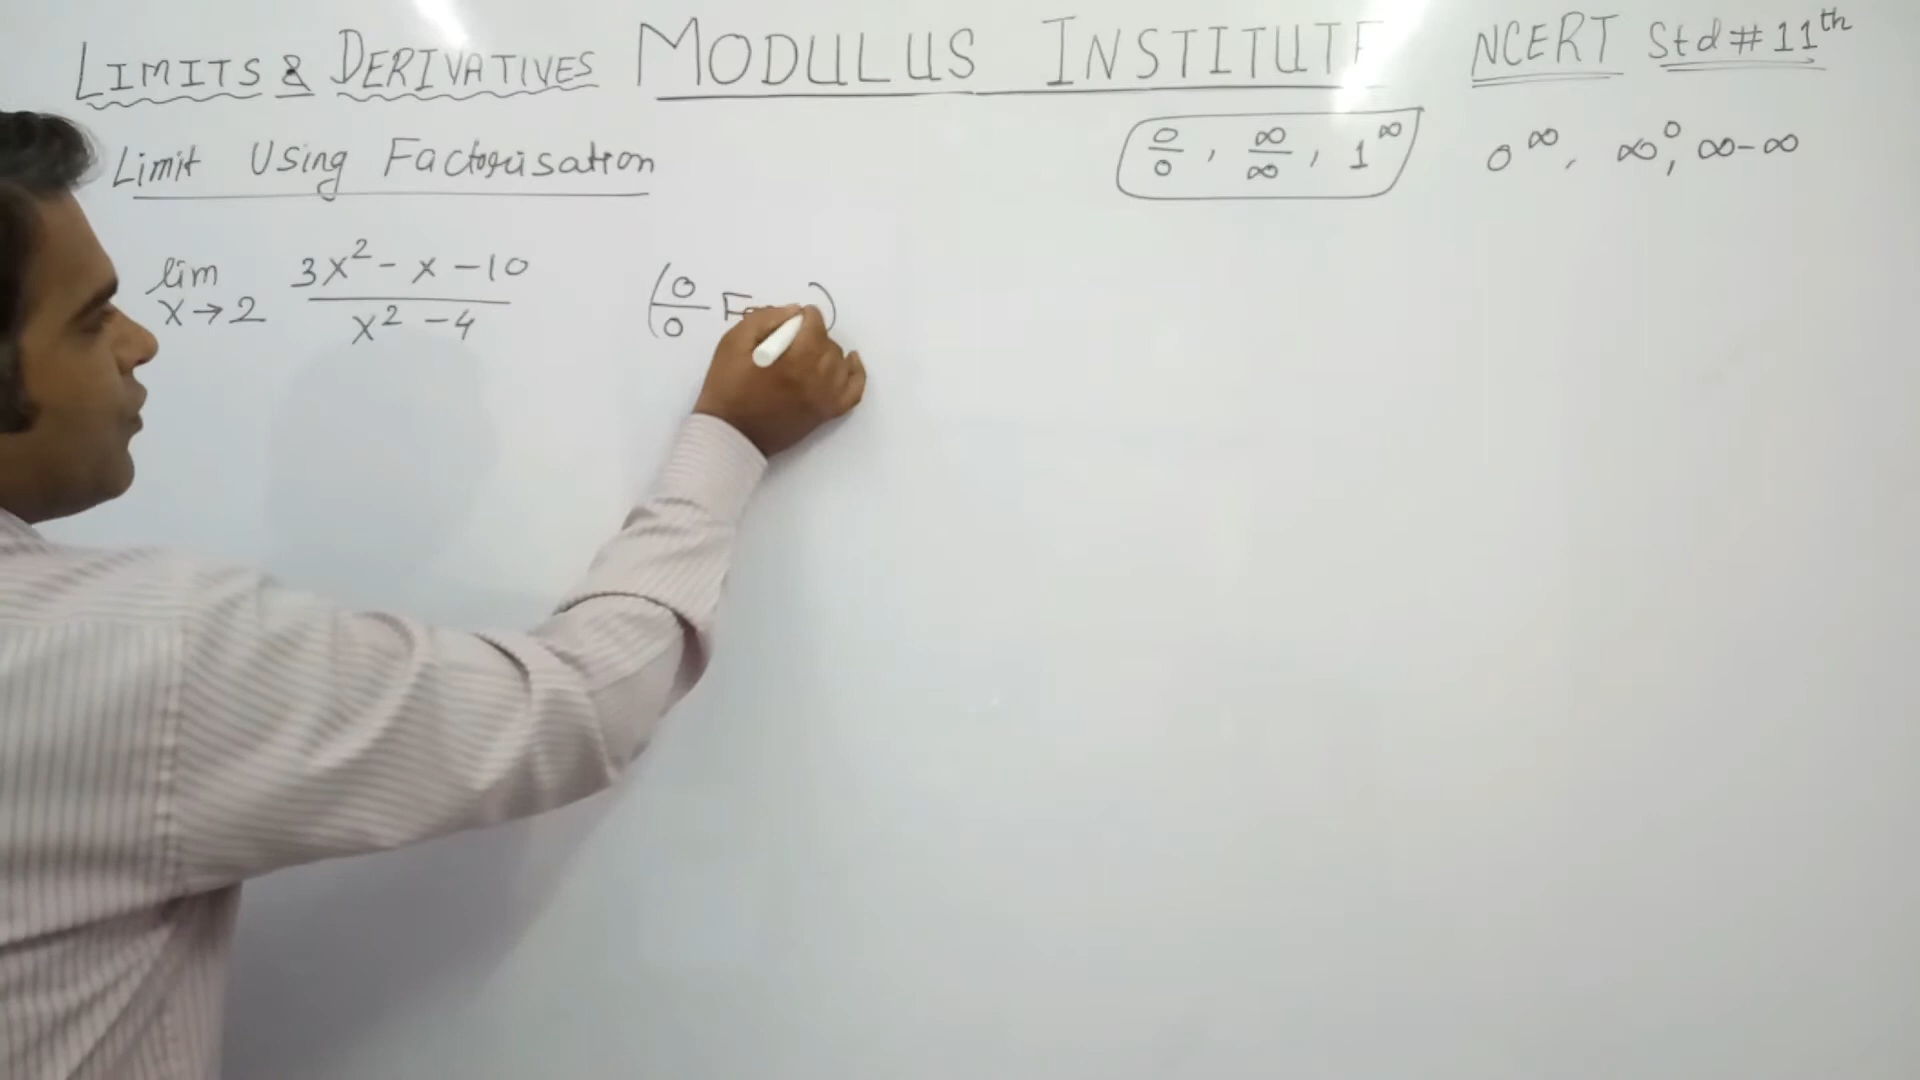 LIMITS & DERIVATIVES MODULUS INSTITUTE NCERT Std # 11th
Limit Using Factorisation
0/0, ∞/∞, 1^∞ 0^∞, ∞^0, ∞-∞
lim x→2 (3x² - x - 10)/(x² - 4) (0/0